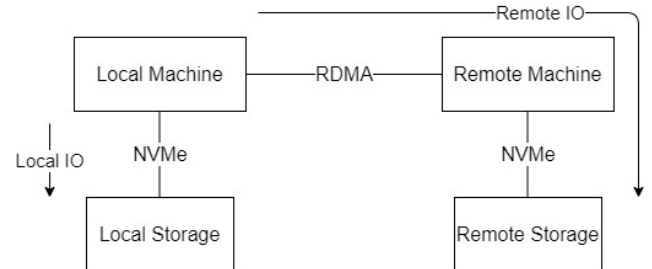 Remote IO
Local Machine
RDMA
Remote Machine
Local IO
NVMe
NVMe
Local Storage
Remote Storage